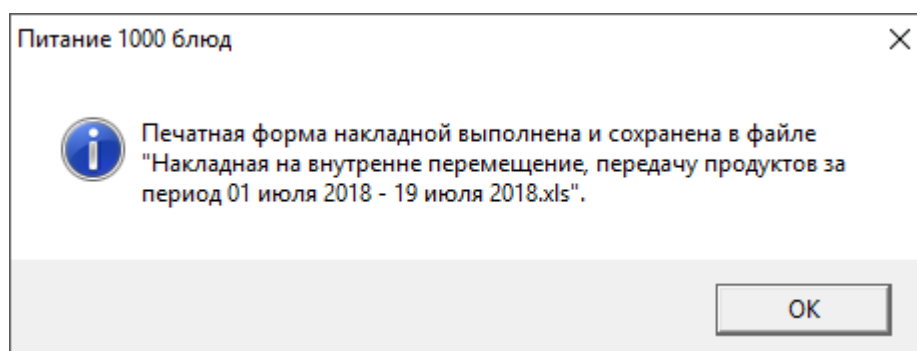 Питание 1000 блюд
Печатная форма накладной выполнена и сохранена в файле
"Накладная на внутренне перемещение, передачу продуктов за
период 01 июля 2018 - 19 июля 2018.xls".
ОК